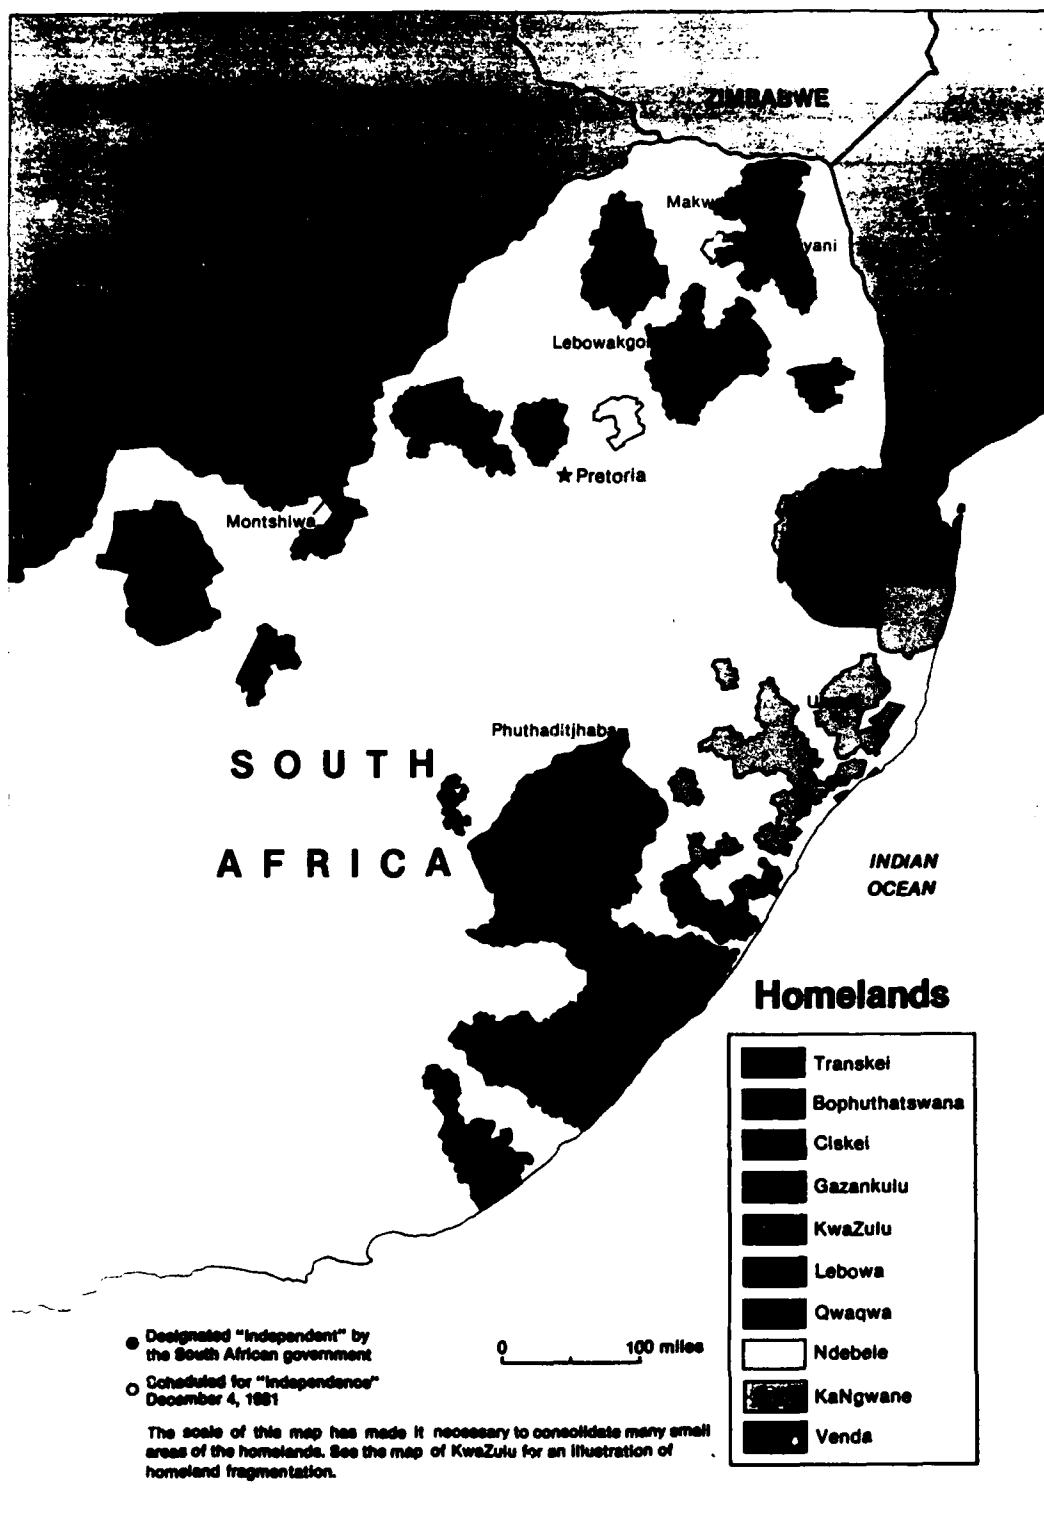 ZIMBABWE
Lebowakgo
Pretoria
Montshiwa
Phuthaditjhaba
SOUTH
AFRICA
INDIAN
OCEAN
Homelands
Transkei
Bophuthatswana
Ciskei
Gazankulu
KwaZulu
Lebowa
Qwaqwa
Ndebele
KaNgwane
Venda
Designated "Independent" by
the South African government
Scheduled for "Independence"
December 4, 1981
0 100 miles
The scale of this map has made it necessary to consolidate many small
areas of the homelands. See the map of KwaZulu for an illustration of
homeland fragmentation.